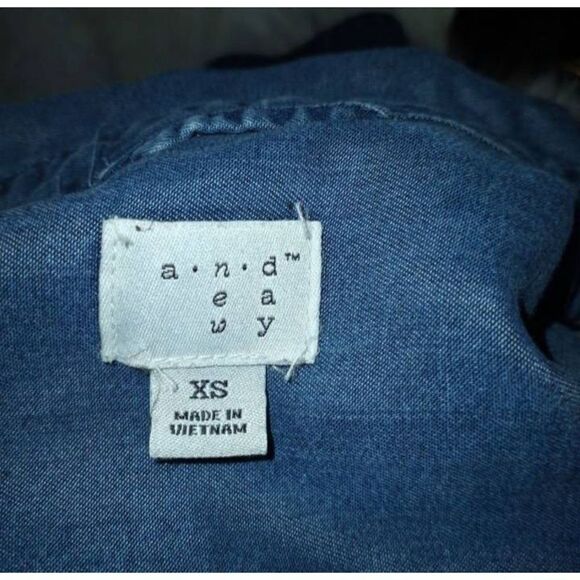 a · n · d™
e a
w y
XS
MADE IN
VIETNAM